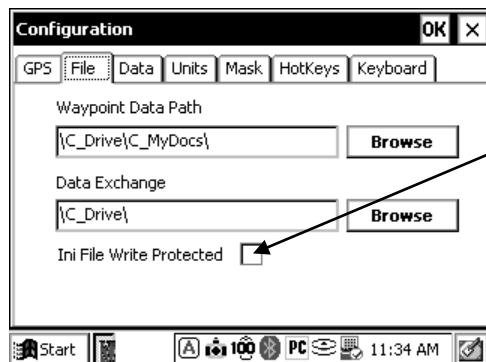 Configuration OK ×
GPS File Data Units Mask HotKeys Keyboard
Waypoint Data Path
\C_Drive\C_MyDocs\ Browse
Data Exchange
\C_Drive\ Browse
Ini File Write Protected
Start A 100 PC 11:34 AM